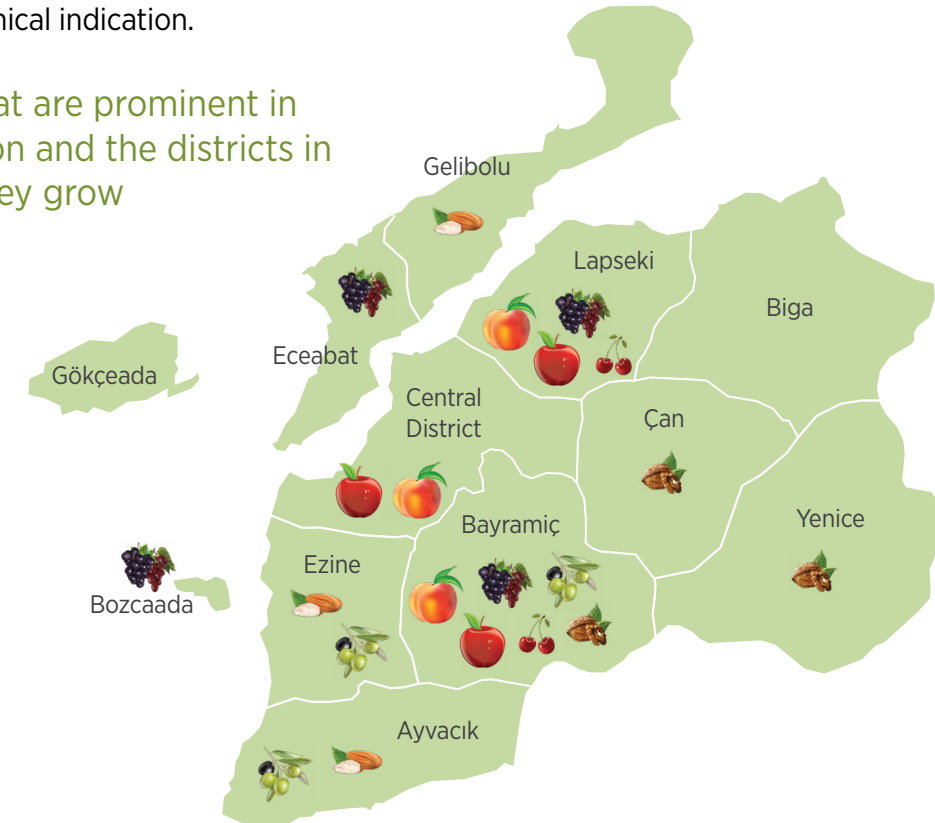 nical indication.
at are prominent in
on and the districts in
ey grow
Gelibolu
Lapseki
Biga
Eceabat
Gökçeada
Central
District
Çan
Yenice
Bayramiç
Ezine
Bozcaada
Ayvacık